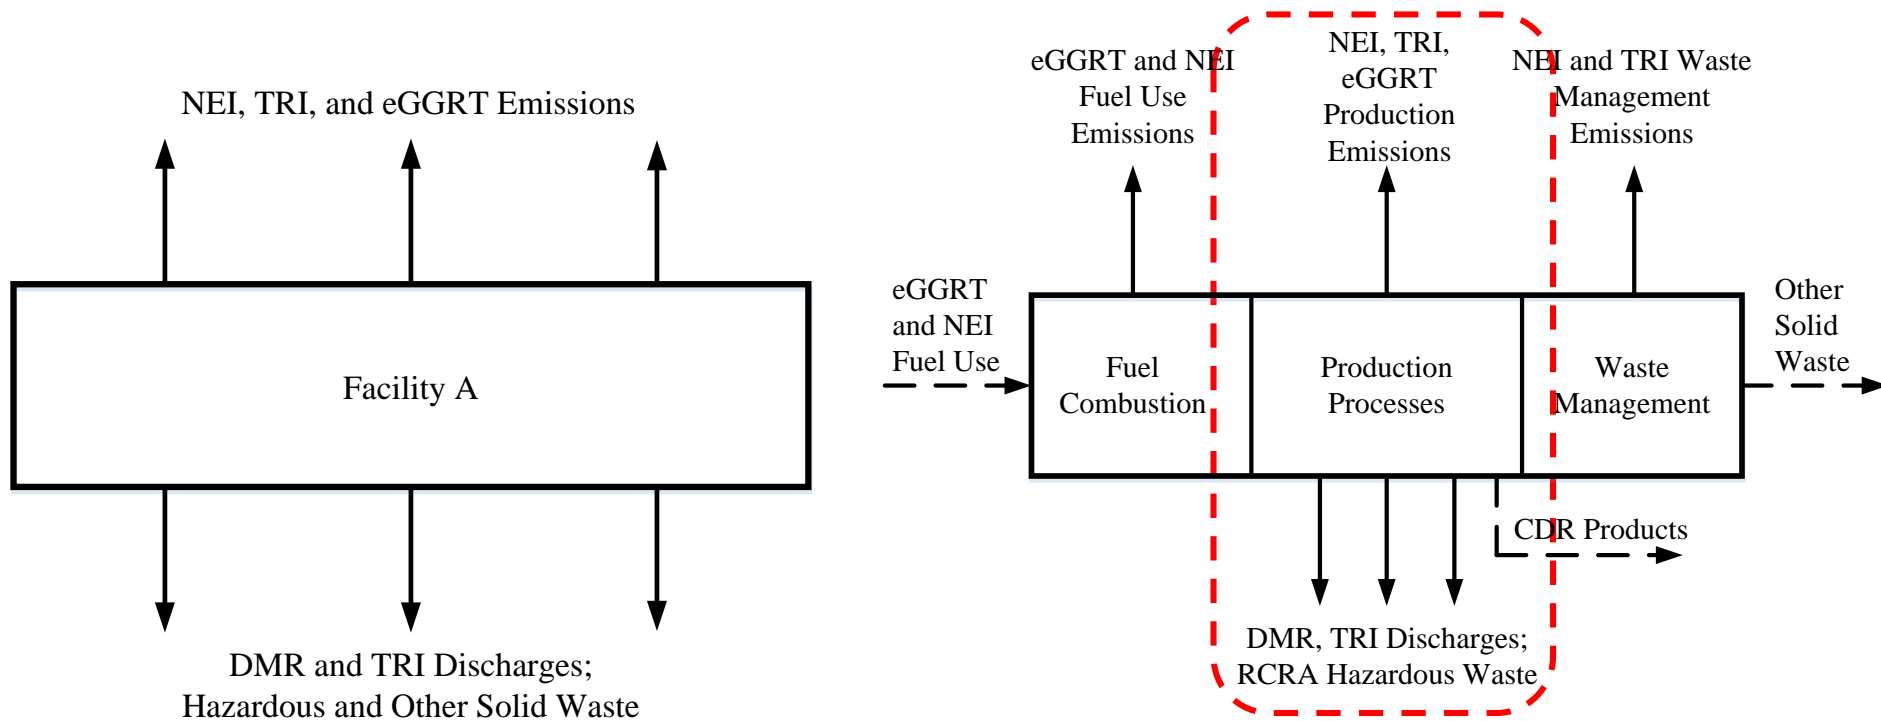 NEI, TRI, and eGGRT Emissions
Facility A
DMR and TRI Discharges;
Hazardous and Other Solid Waste
eGGRT and NEI
Fuel Use
Emissions
NEI, TRI,
eGGRT
Production
Emissions
NEI and TRI Waste
Management
Emissions
eGGRT
and NEI
Fuel Use
Fuel
Combustion
Production
Processes
Waste
Management
Other
Solid
Waste
CDR Products
DMR, TRI Discharges;
RCRA Hazardous Waste